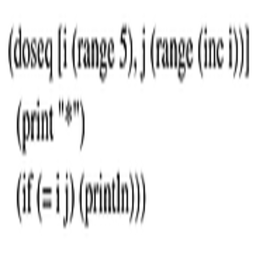 (doseq [i (range 5), j (range (inc i))]
(print "*")
(if (= i j) (println)))